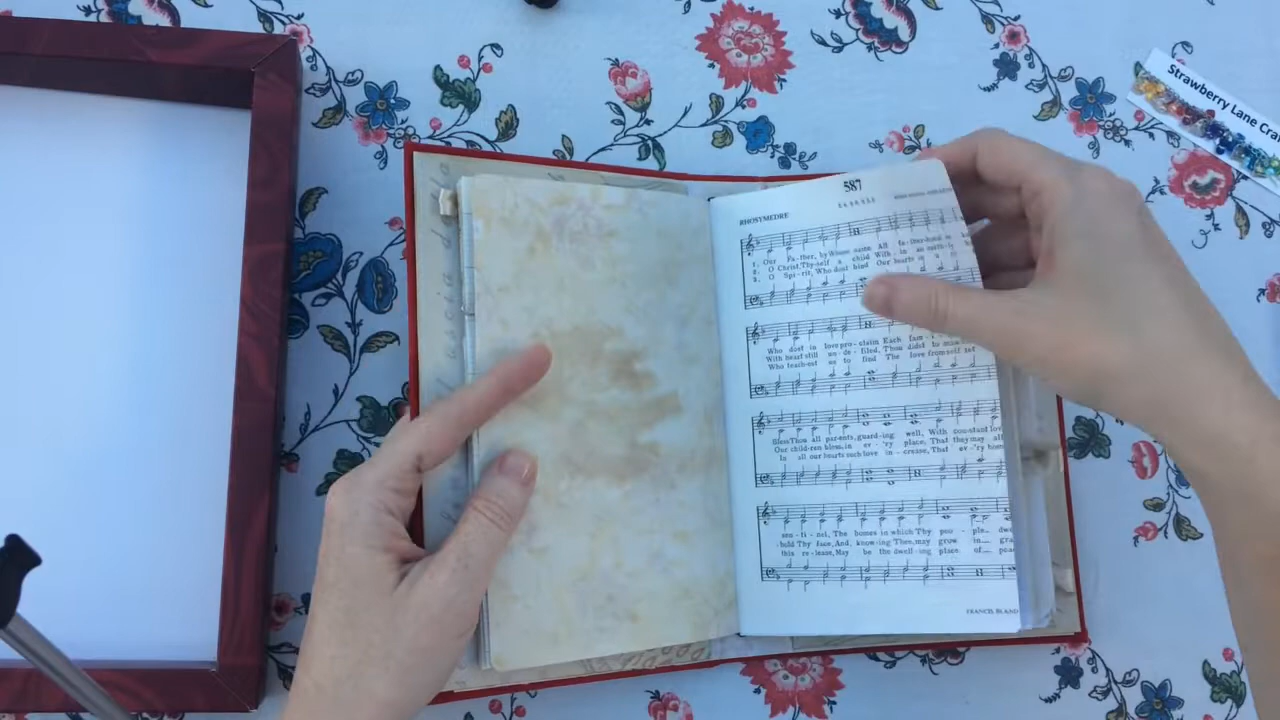 Strawberry Lane
587
RHOSYMEDRE
1. Our Fa-ther, by Whose name All fa-ther-hood is
2. O Christ, Thy-self a child With-in an earth-ly
3. O Spi-rit, Who dost bind Our hearts in u
Who dost in love pro-claim Each fam-
With heart still un-de-filed, Thou didst to man
Who teach-est us to find The love from self set
Bless Thou all par-ents, guard-ing well, With con-stant love
Our chil-dren bless, in ev-'ry place, That they may all
In all our hearts such love in-crease, That ev-'ry home
sen-ti-nel, The homes in which Thy peo-ple
-hold Thy face, And know-ing Thee, may grow in
this re-lease, May be the dwell-ing place of
FRANCIS BLAND